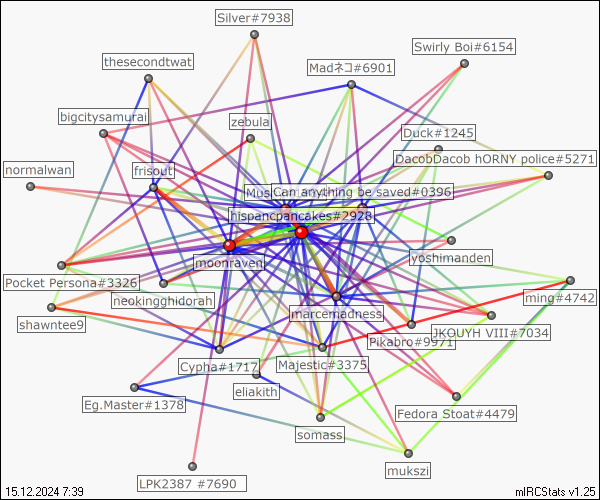 Silver#7938
Swirly Boi#6154
thesecondtwat
Madネコ#6901
bigcitysamurai
zebula
Duck#1245
DacobDacob hORNY police#5271
normalwan
frisout
Mus
Can anything be saved#0396
hispancpancakes#2928
moonraven
yoshimanden
Pocket Persona#3326
neokingghidorah
ming#4742
marcemadness
shawntee9
JKOUYH VIII#7034
Pikabro#9971
Cypha#1717
Majestic#3375
eliakith
Eg.Master#1378
Fedora Stoat#4479
somass
mukszi
LPK2387 #7690
15.12.2024 7:39
mIRCStats v1.25